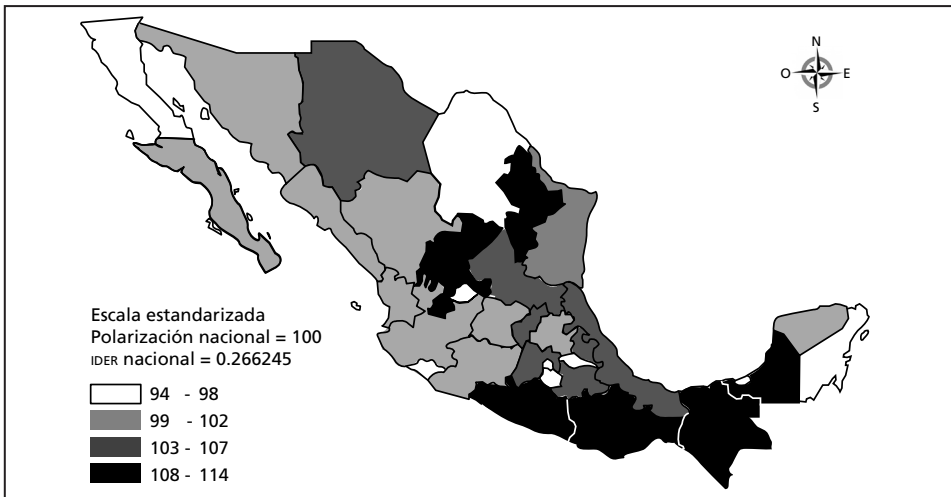 N
O E
S
Escala estandarizada
Polarización nacional = 100
IDER nacional = 0.266245
94 - 98
99 - 102
103 - 107
108 - 114